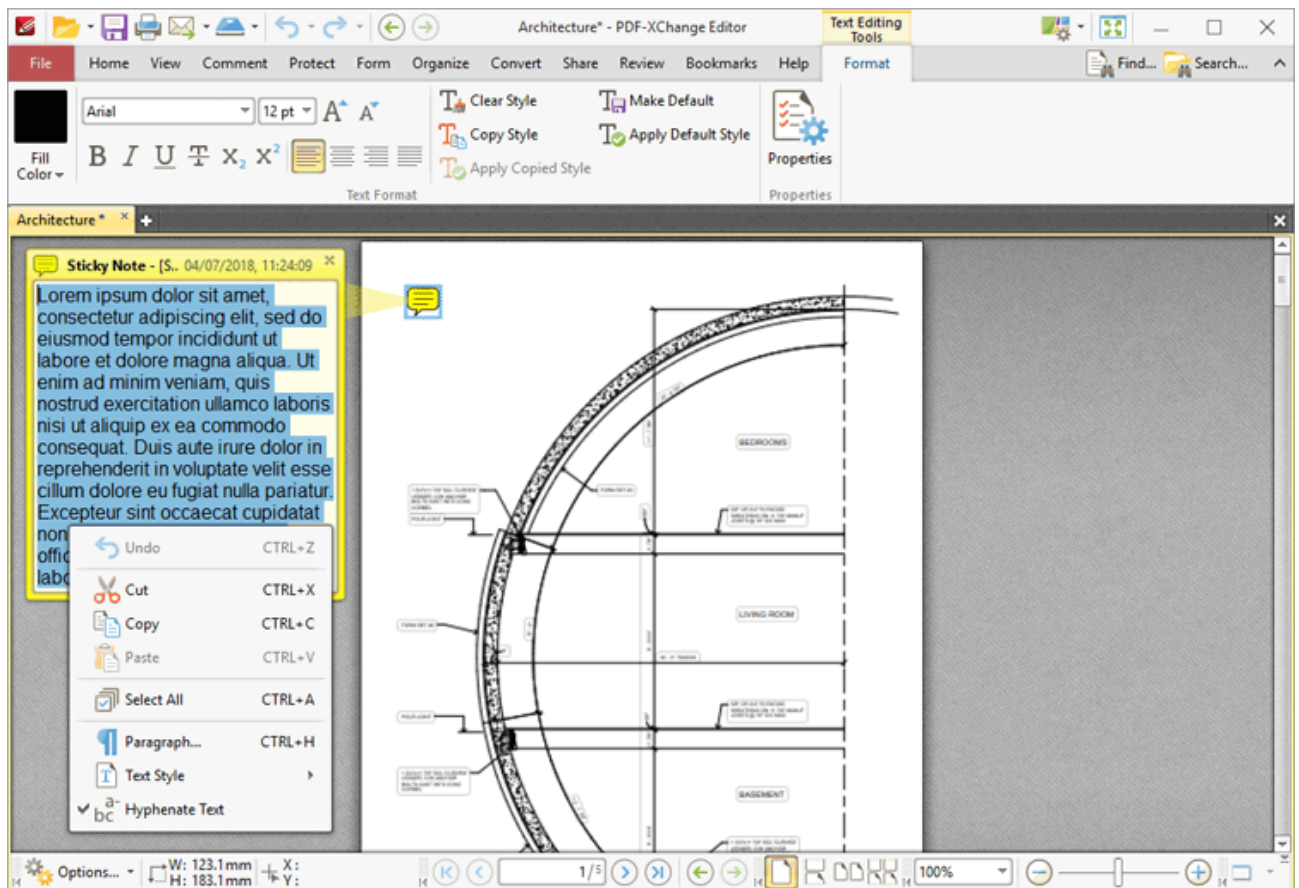 Architecture* - PDF-XChange Editor
Text Editing
Tools
File Home View Comment Protect Form Organize Convert Share Review Bookmarks Help Format
Find... Search...
Arial 12 pt
Clear Style Make Default
Copy Style Apply Default Style
Apply Copied Style
Fill
Color
Properties
Text Format
Properties
Architecture *
Sticky Note - [S.. 04/07/2018, 11:24:09
Lorem ipsum dolor sit amet,
consectetur adipiscing elit, sed do
eiusmod tempor incididunt ut
labore et dolore magna aliqua. Ut
enim ad minim veniam, quis
nostrud exercitation ullamco laboris
nisi ut aliquip ex ea commodo
consequat. Duis aute irure dolor in
reprehenderit in voluptate velit esse
cillum dolore eu fugiat nulla pariatur.
Excepteur sint occaecat cupidatat
non
Undo CTRL+Z
Cut CTRL+X
Copy CTRL+C
Paste CTRL+V
Select All CTRL+A
Paragraph... CTRL+H
Text Style
Hyphenate Text
BEDROOMS
LIVING ROOM
BASEMENT
Options...
W: 123.1 mm
H: 183.1 mm
X:
Y:
1/5
100%